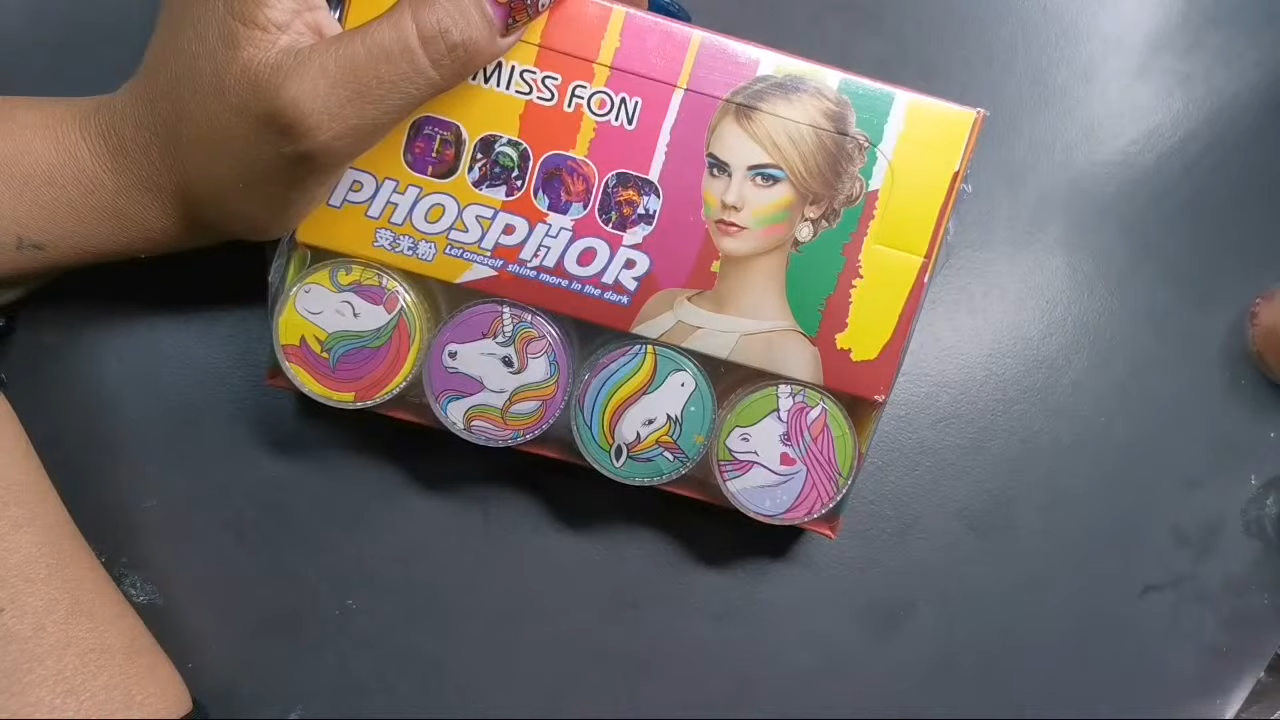 MISS FON
PHOSPHOR
荧光粉 Let oneself shine more in the dark